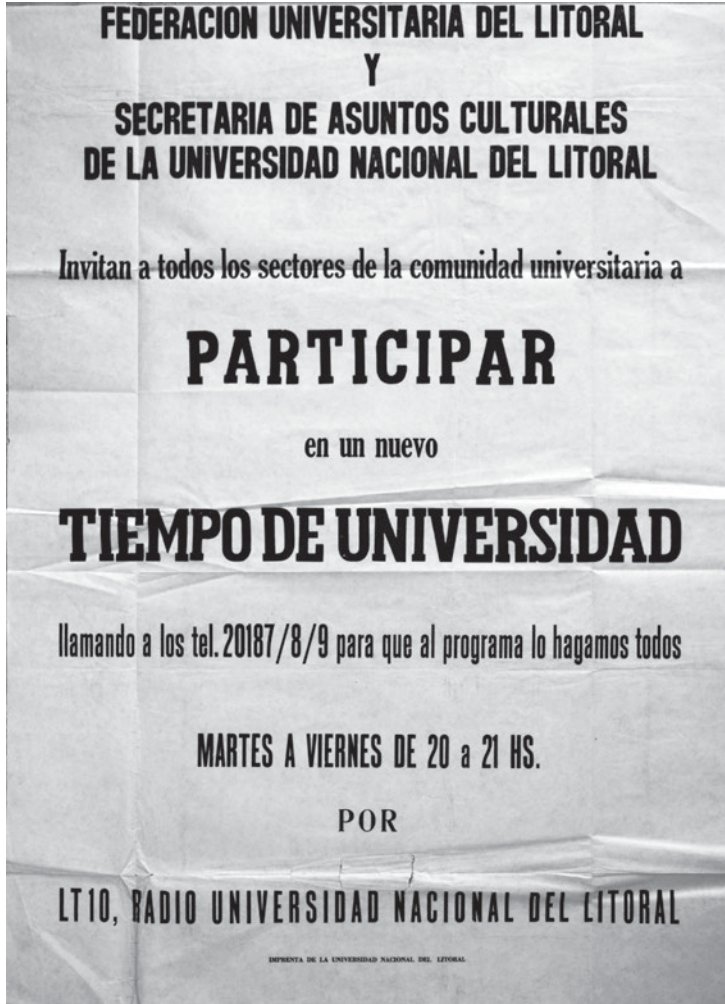 FEDERACION UNIVERSITARIA DEL LITORAL
Y
SECRETARIA DE ASUNTOS CULTURALES
DE LA UNIVERSIDAD NACIONAL DEL LITORAL
Invitan a todos los sectores de la comunidad universitaria a
PARTICIPAR
en un nuevo
TIEMPO DE UNIVERSIDAD
llamando a los tel. 20187/8/9 para que al programa lo hagamos todos
MARTES A VIERNES DE 20 a 21 HS.
POR
LT10, RADIO UNIVERSIDAD NACIONAL DEL LITORAL
IMPRENTA DE LA UNIVERSIDAD NACIONAL DEL LITORAL